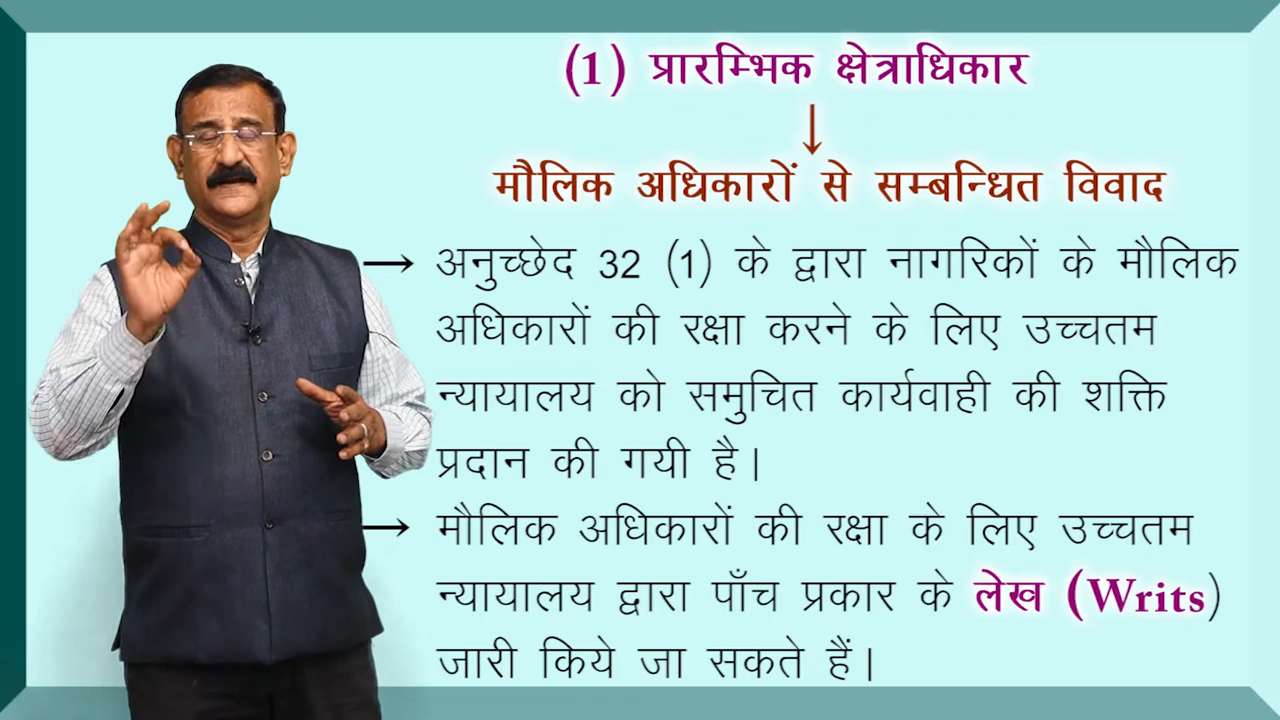 (1) प्रारम्भिक क्षेत्राधिकार
↓
मौलिक अधिकारों से सम्बन्धित विवाद
→ अनुच्छेद 32 (1) के द्वारा नागरिकों के मौलिक
अधिकारों की रक्षा करने के लिए उच्चतम
न्यायालय को समुचित कार्यवाही की शक्ति
प्रदान की गयी है।
→ मौलिक अधिकारों की रक्षा के लिए उच्चतम
न्यायालय द्वारा पाँच प्रकार के लेख (Writs)
जारी किये जा सकते हैं।